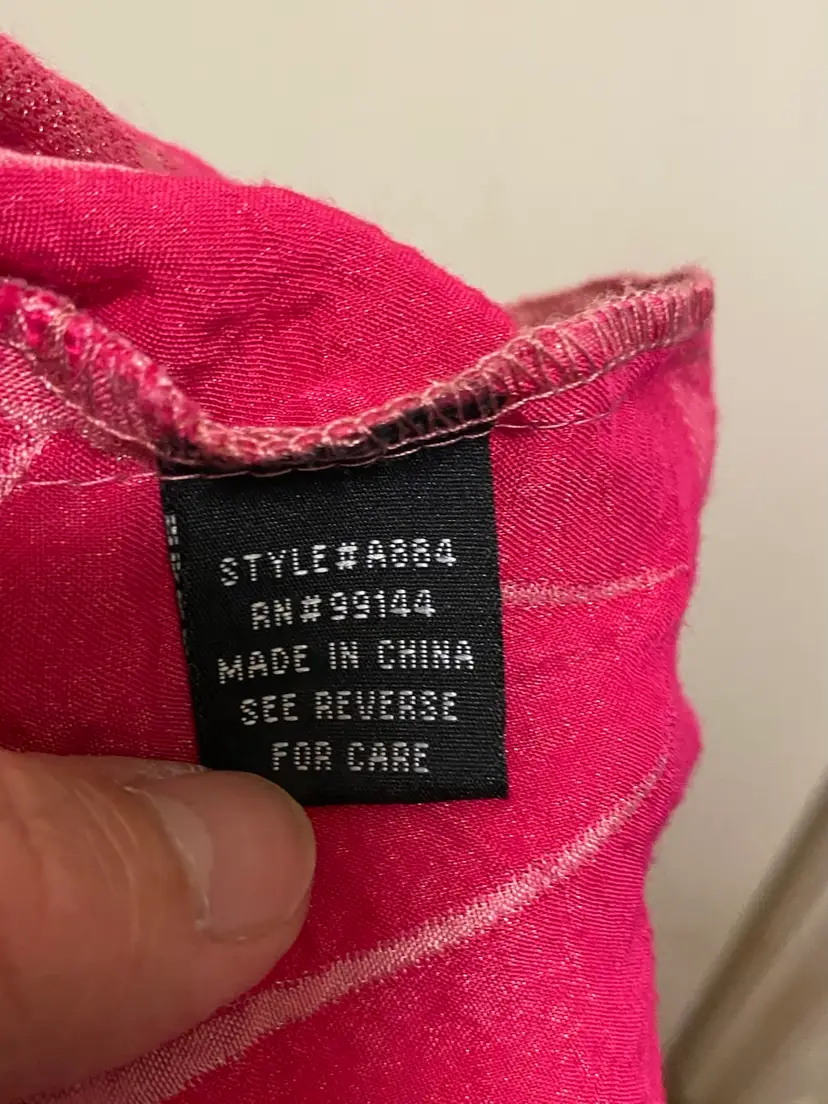 STYLE#A884
RN#99144
MADE IN CHINA
SEE REVERSE
FOR CARE